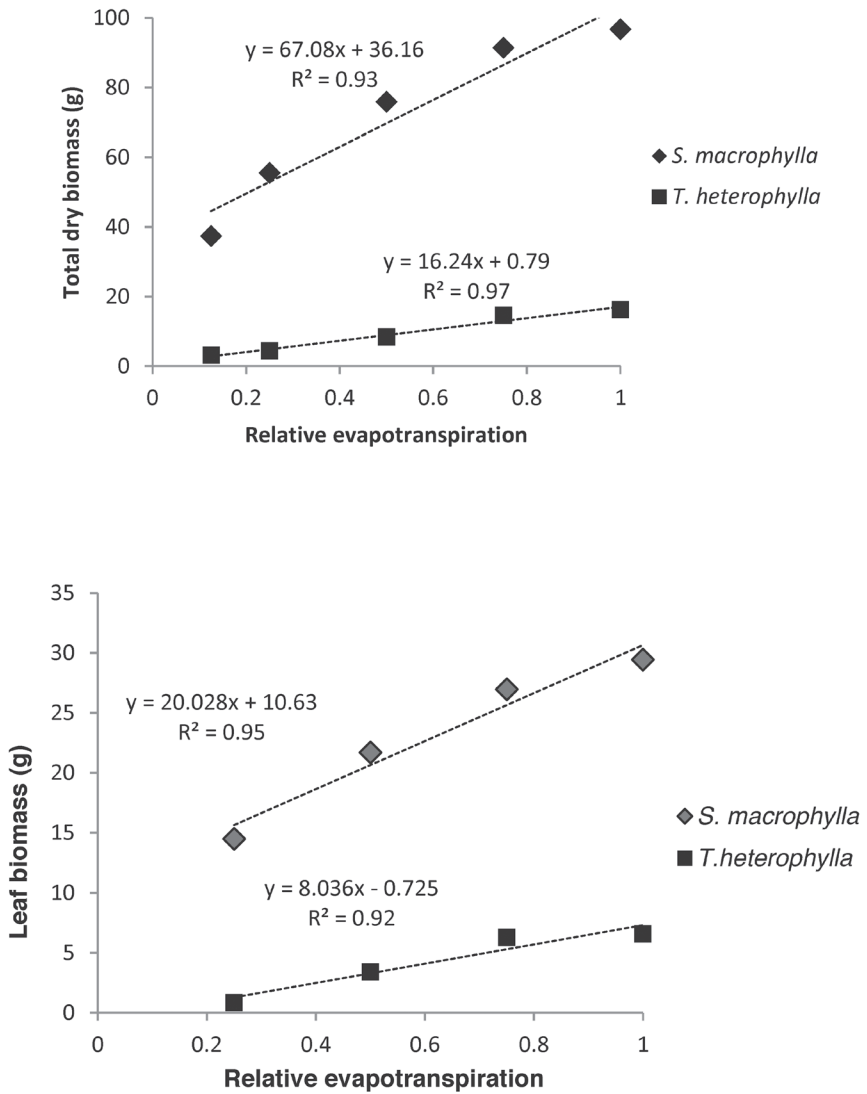 100
80
60
40
20
0
Total dry biomass (g)
y = 67.08x + 36.16
R² = 0.93
y = 16.24x + 0.79
R² = 0.97
S. macrophylla
T. heterophylla
0 0.2 0.4 0.6 0.8 1
Relative evapotranspiration
35
30
25
20
15
10
5
0
Leaf biomass (g)
y = 20.028x + 10.63
R² = 0.95
y = 8.036x - 0.725
R² = 0.92
S. macrophylla
T.heterophylla
0 0.2 0.4 0.6 0.8 1
Relative evapotranspiration